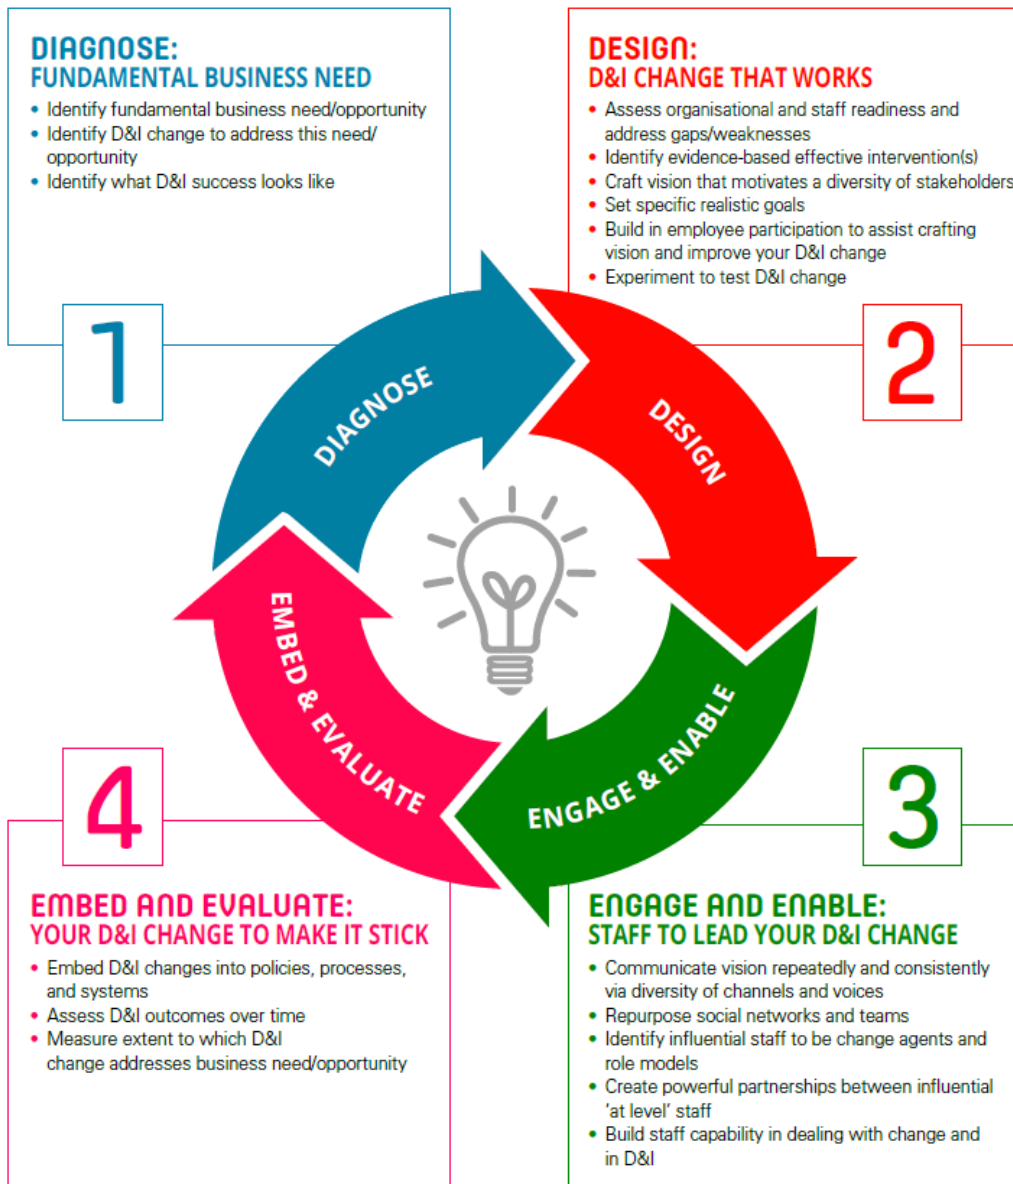 DIAGNOSE:
FUNDAMENTAL BUSINESS NEED
• Identify fundamental business need/opportunity
• Identify D&I change to address this need/
opportunity
• Identify what D&I success looks like
1
DESIGN:
D&I CHANGE THAT WORKS
• Assess organisational and staff readiness and
address gaps/weaknesses
• Identify evidence-based effective intervention(s)
• Craft vision that motivates a diversity of stakeholders
• Set specific realistic goals
• Build in employee participation to assist crafting
vision and improve your D&I change
• Experiment to test D&I change
2
DIAGNOSE
DESIGN
ENGAGE & ENABLE
EMBED & EVALUATE
3
ENGAGE AND ENABLE:
STAFF TO LEAD YOUR D&I CHANGE
• Communicate vision repeatedly and consistently
via diversity of channels and voices
• Repurpose social networks and teams
• Identify influential staff to be change agents and
role models
• Create powerful partnerships between influential
'at level' staff
• Build staff capability in dealing with change and
in D&I
4
EMBED AND EVALUATE:
YOUR D&I CHANGE TO MAKE IT STICK
• Embed D&I changes into policies, processes,
and systems
• Assess D&I outcomes over time
• Measure extent to which D&I
change addresses business need/opportunity